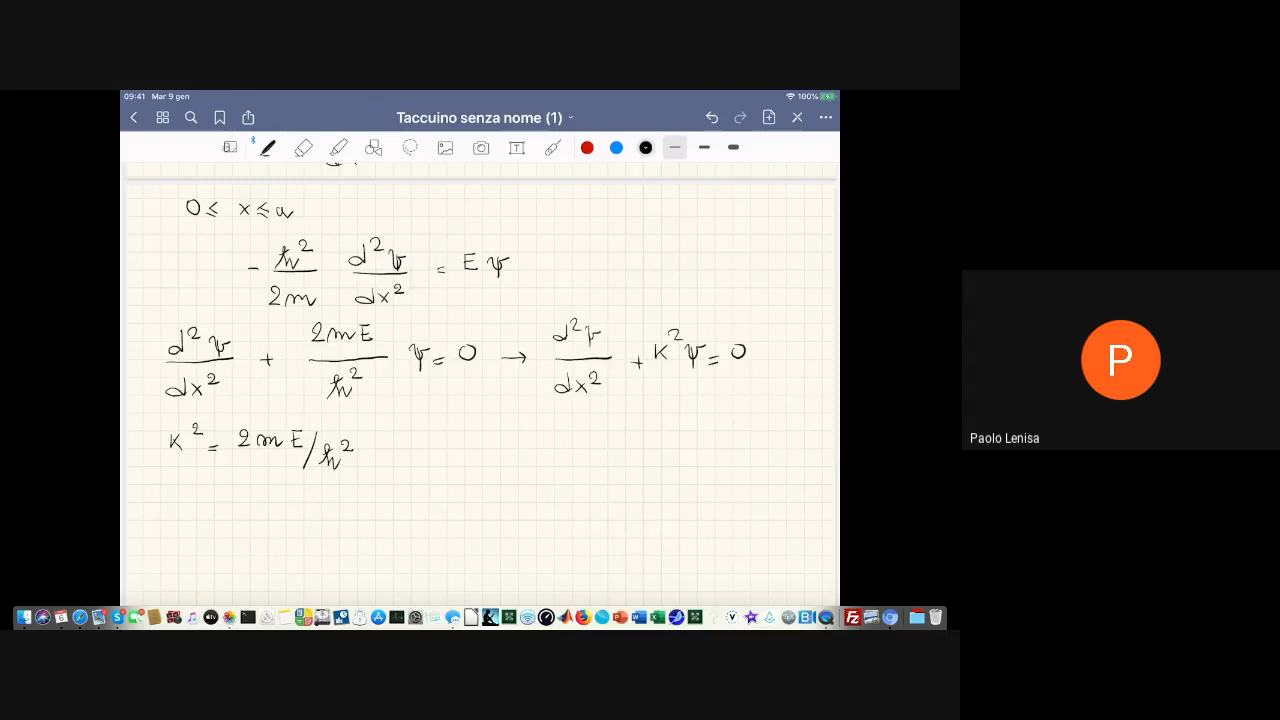 09:41 Mar 9 gen
100%
Taccuino senza nome (1)
0 ≤ x ≤ a
- ℏ²/2m d²ψ/dx² = E ψ
d²ψ/dx² + 2mE/ℏ² ψ = 0 → d²ψ/dx² + K²ψ = 0
K² = 2mE/ℏ²
P
Paolo Lenisa